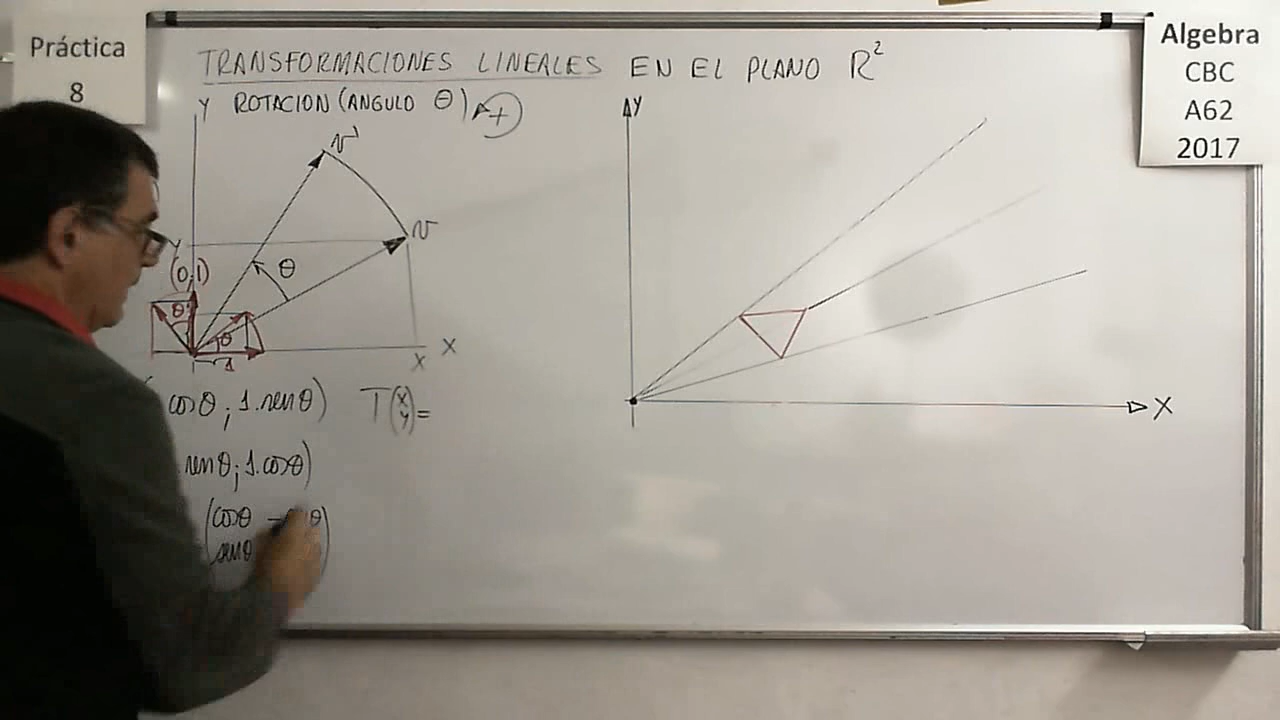 Práctica
8
Algebra
CBC
A62
2017
TRANSFORMACIONES LINEALES EN EL PLANO R²
Y ROTACION (ANGULO θ) +
v'
v
θ
(0,1)
θ
θ
1
X
X
cosθ ; 1.senθ) T(x y) =
senθ ; 1.cosθ)
(cosθ
senθ
Y
X